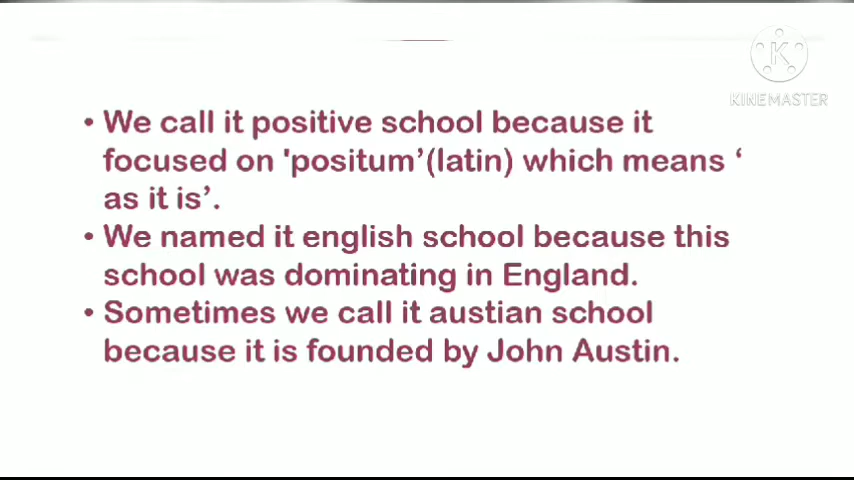 K
KINEMASTER
• We call it positive school because it
focused on 'positum’(latin) which means ‘
as it is’.
• We named it english school because this
school was dominating in England.
• Sometimes we call it austian school
because it is founded by John Austin.